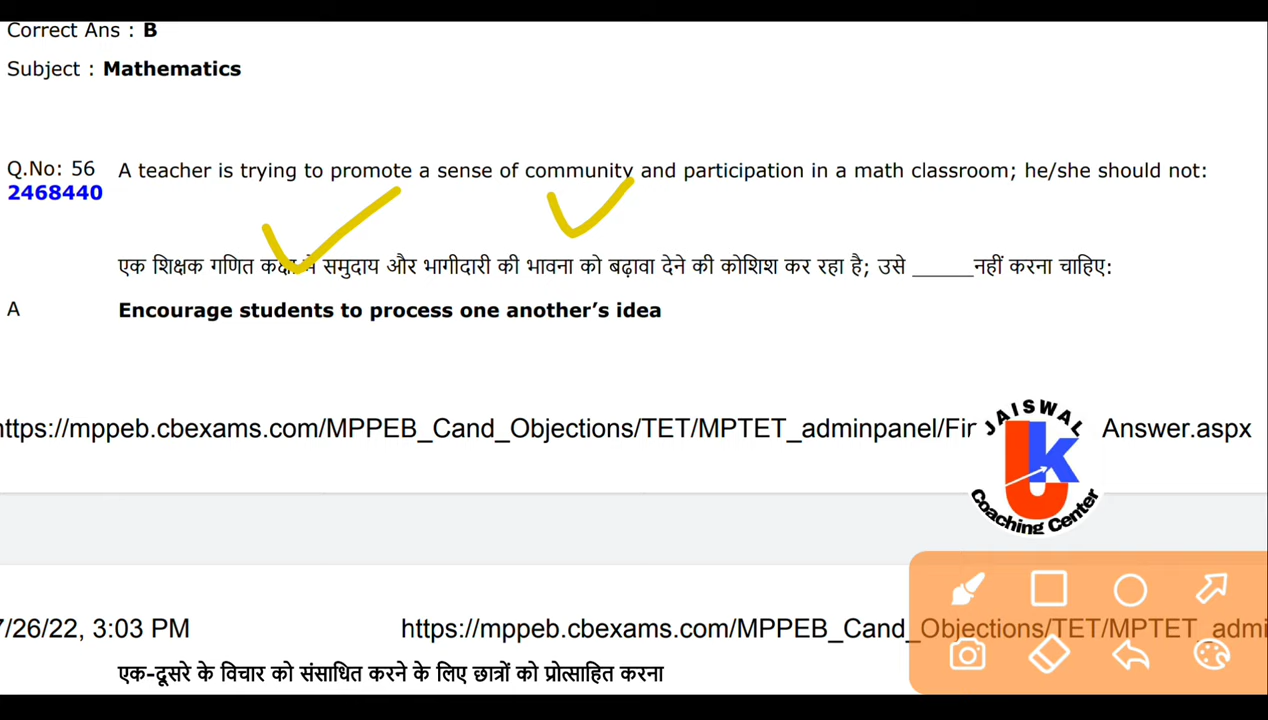 Correct Ans : B
Subject : Mathematics
Q.No: 56 A teacher is trying to promote a sense of community and participation in a math classroom; he/she should not:
2468440
एक शिक्षक गणित कक्षा में समुदाय और भागीदारी की भावना को बढ़ावा देने की कोशिश कर रहा है; उसे ______नहीं करना चाहिए:
A Encourage students to process one another's idea
https://mppeb.cbexams.com/MPPEB_Cand_Objections/TET/MPTET_adminpanel/Fir Answer.aspx
JAISWAL
JK
Coaching Center
7/26/22, 3:03 PM https://mppeb.cbexams.com/MPPEB_Cand_Objections/TET/MPTET_admi
एक-दूसरे के विचार को संसाधित करने के लिए छात्रों को प्रोत्साहित करना